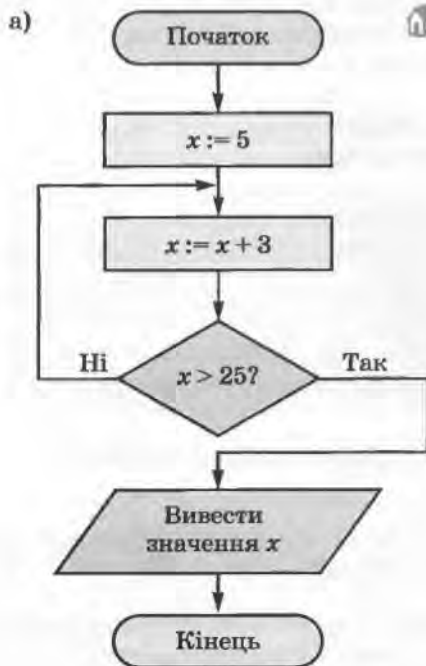 а)
Початок
x := 5
x := x + 3
x > 25?
Ні
Так
Вивести
значення x
Кінець